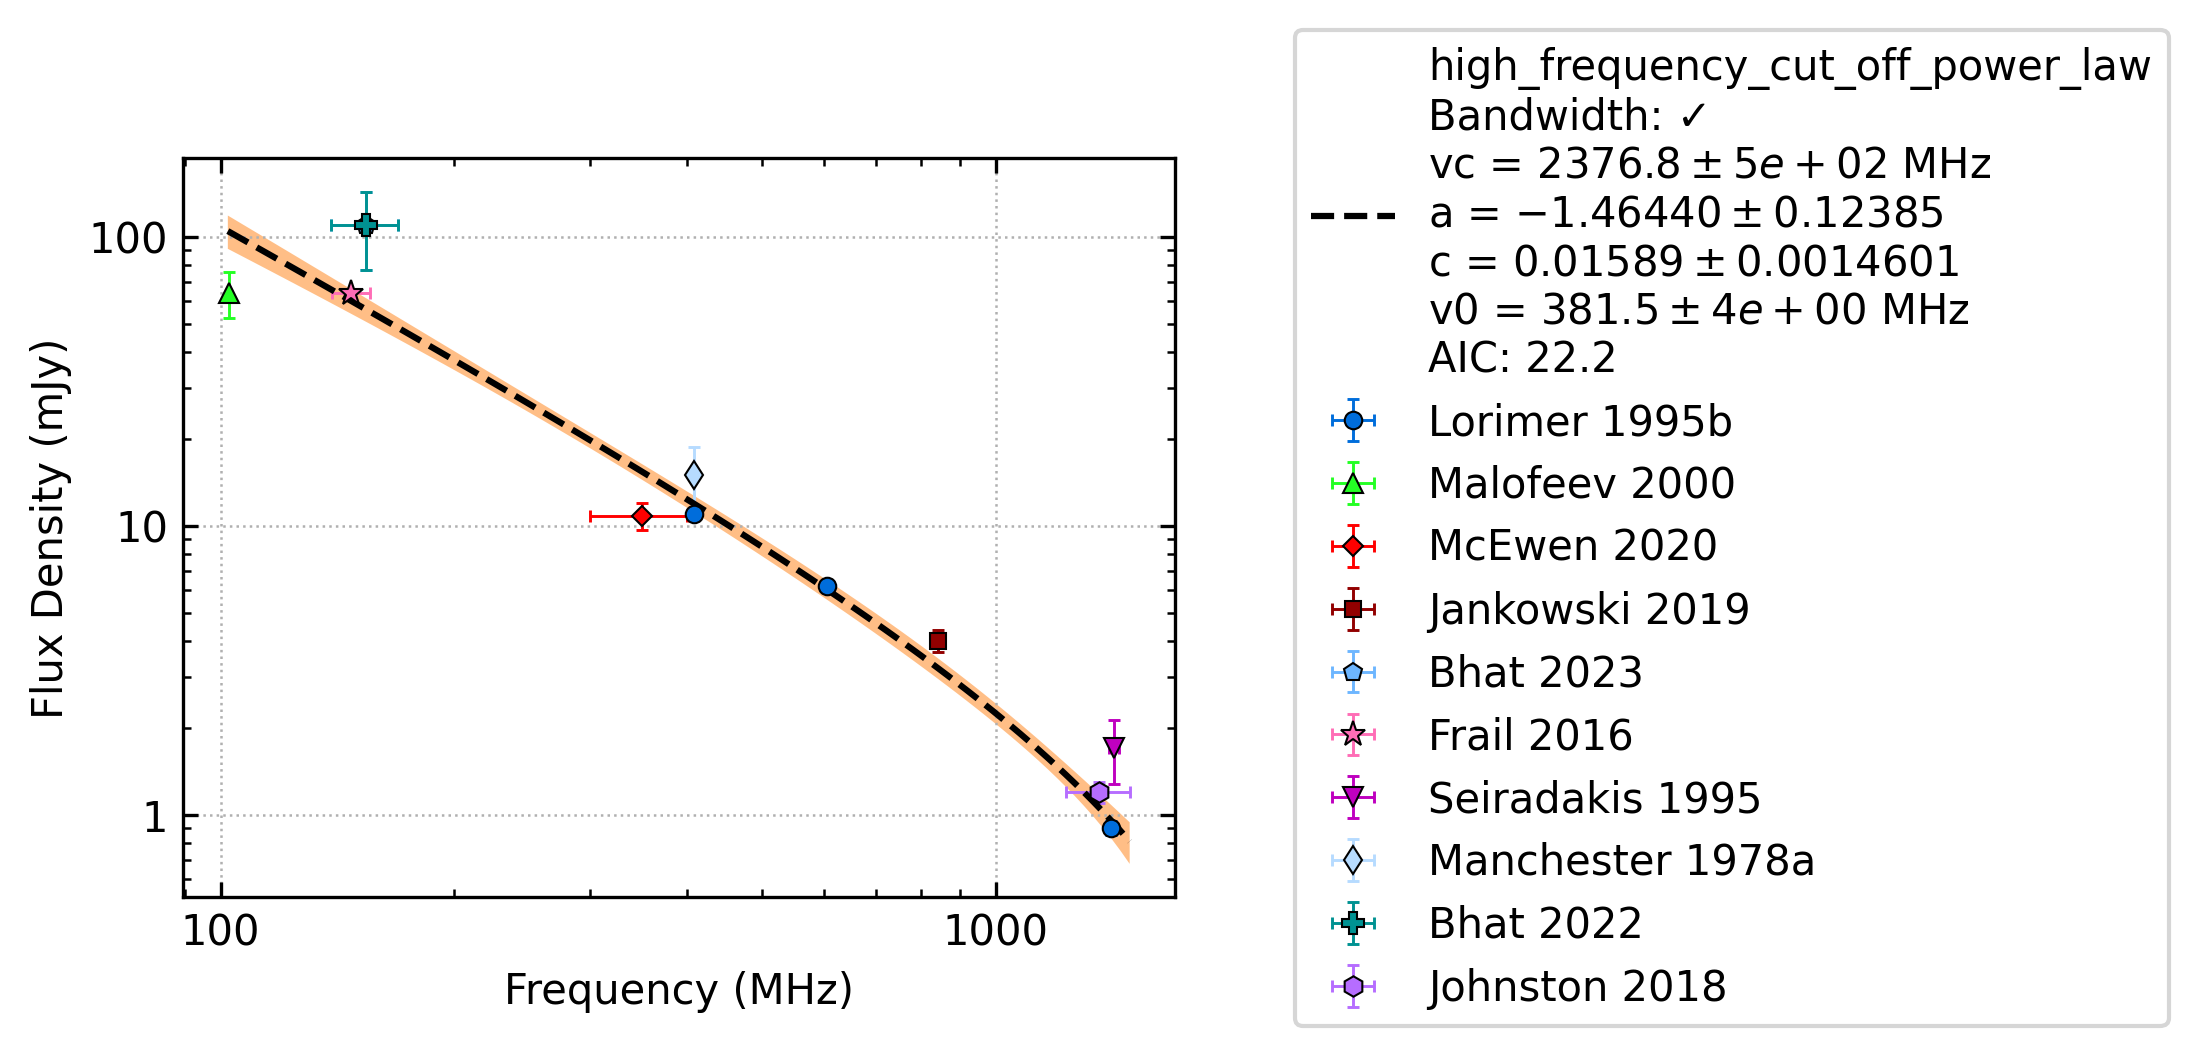 100
10
1
Flux Density (mJy)
100
1000
Frequency (MHz)
high_frequency_cut_off_power_law
Bandwidth: ✓
vc = 2376.8 ± 5e + 02 MHz
a = −1.46440 ± 0.12385
c = 0.01589 ± 0.0014601
v0 = 381.5 ± 4e + 00 MHz
AIC: 22.2
Lorimer 1995b
Malofeev 2000
McEwen 2020
Jankowski 2019
Bhat 2023
Frail 2016
Seiradakis 1995
Manchester 1978a
Bhat 2022
Johnston 2018